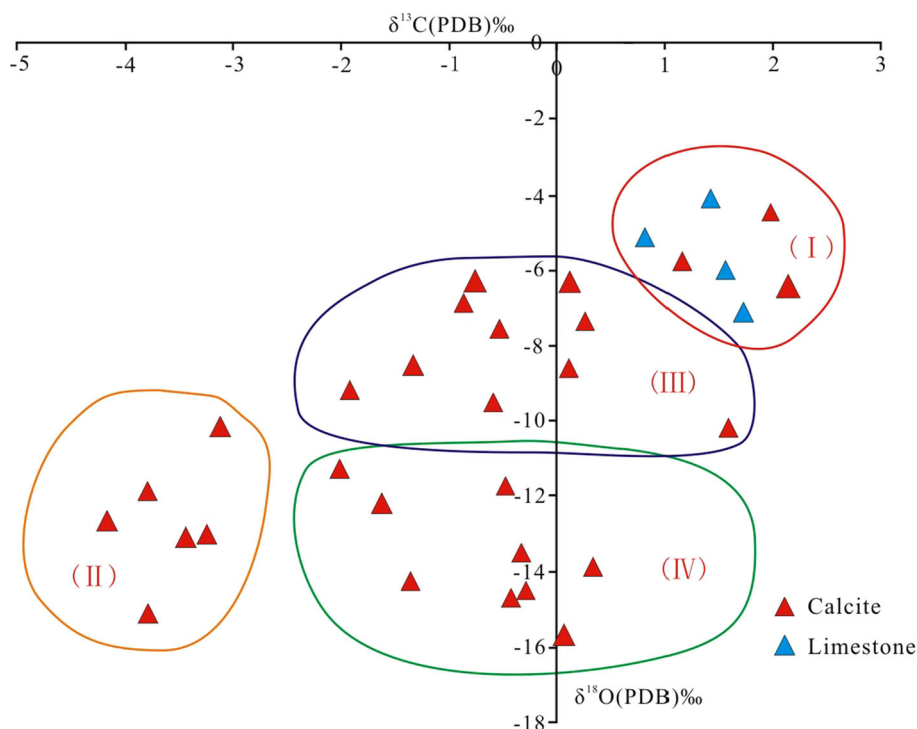 δ¹³C(PDB)‰
-5 -4 -3 -2 -1 0 0 1 2 3
-2
-4
(I)
-6
-8
(III)
-10
-12
(II)
-14
(IV)
Calcite
-16
Limestone
δ¹⁸O(PDB)‰
-18